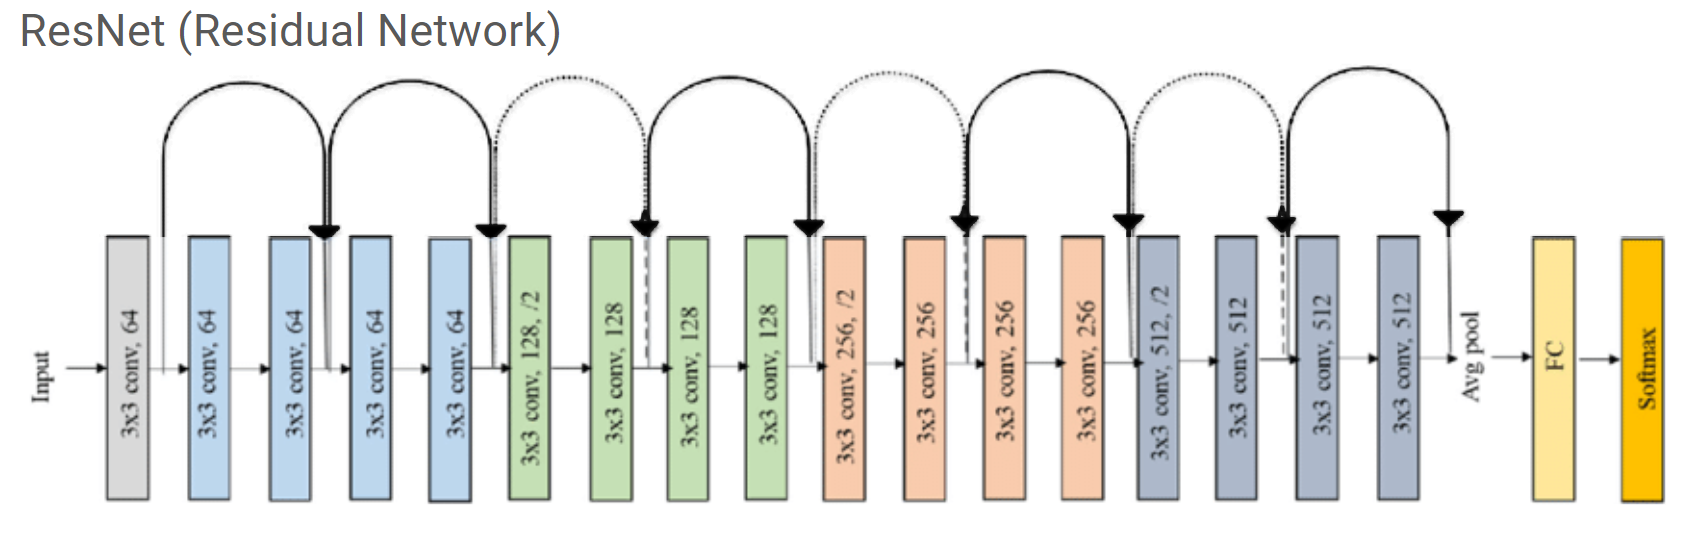 ResNet (Residual Network)
Input
3x3 conv, 64
3x3 conv, 64
3x3 conv, 64
3x3 conv, 64
3x3 conv, 64
3x3 conv, 128, /2
3x3 conv, 128
3x3 conv, 128
3x3 conv, 128
3x3 conv, 256, /2
3x3 conv, 256
3x3 conv, 256
3x3 conv, 256
3x3 conv, 512, /2
3x3 conv, 512
3x3 conv, 512
3x3 conv, 512
Avg pool
FC
Softmax